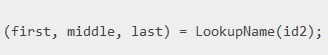 (first, middle, last) = LookupName(id2);